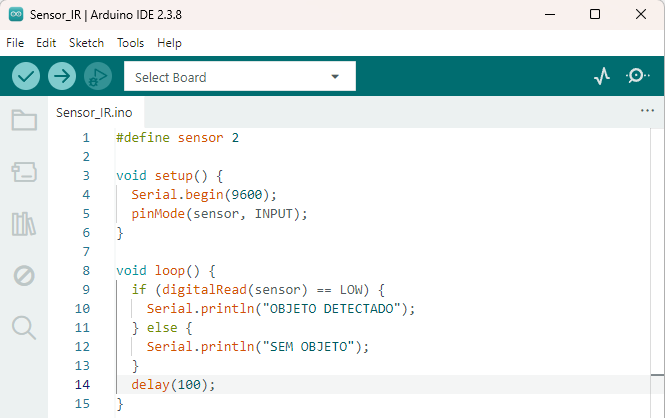 Sensor_IR | Arduino IDE 2.3.8
File Edit Sketch Tools Help
Select Board
Sensor_IR.ino
1 #define sensor 2
2
3 void setup() {
4   Serial.begin(9600);
5   pinMode(sensor, INPUT);
6 }
7
8 void loop() {
9   if (digitalRead(sensor) == LOW) {
10     Serial.println("OBJETO DETECTADO");
11   } else {
12     Serial.println("SEM OBJETO");
13   }
14   delay(100);
15 }